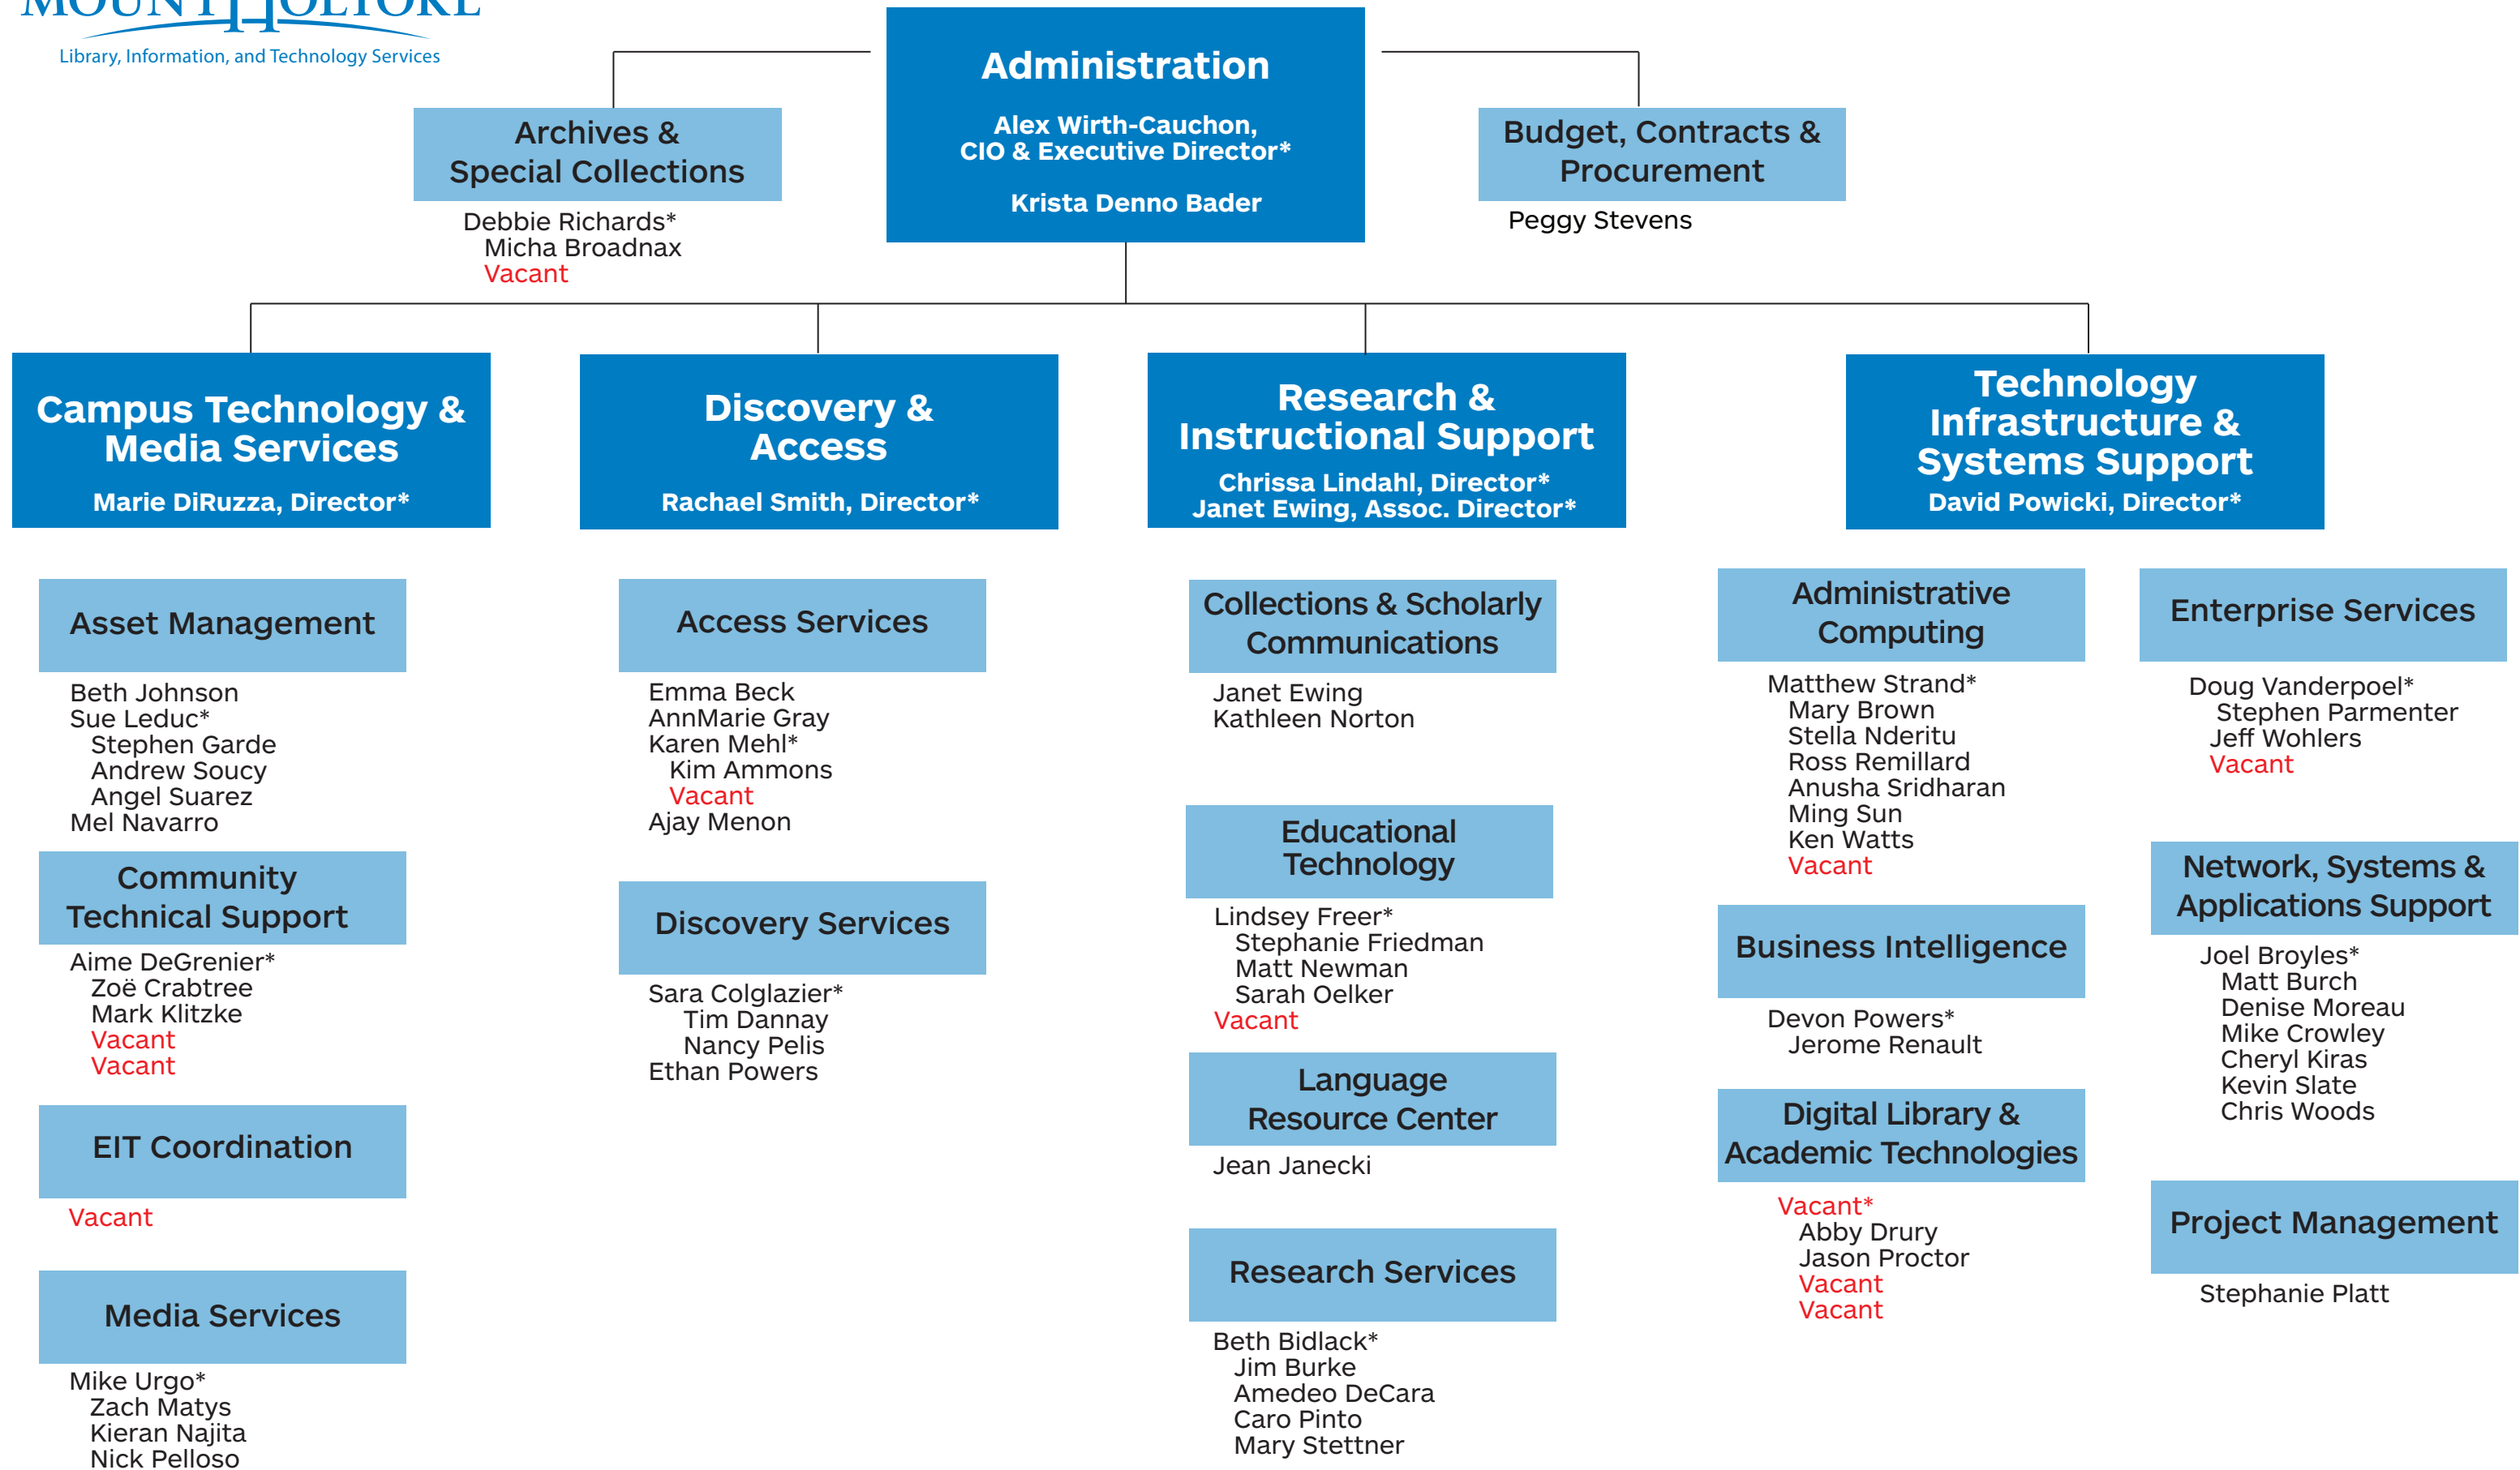 MOUNT HOLYOKE
Library, Information, and Technology Services
Administration
Alex Wirth-Cauchon,
CIO & Executive Director*
Krista Denno Bader
Archives &
Special Collections
Debbie Richards*
Micha Broadnax
Vacant
Budget, Contracts &
Procurement
Peggy Stevens
Campus Technology &
Media Services
Marie DiRuzza, Director*
Asset Management
Beth Johnson
Sue Leduc*
Stephen Garde
Andrew Soucy
Angel Suarez
Mel Navarro
Community
Technical Support
Aime DeGrenier*
Zoë Crabtree
Mark Klitzke
Vacant
Vacant
EIT Coordination
Vacant
Media Services
Mike Urgo*
Zach Matys
Kieran Najita
Nick Pelloso
Discovery &
Access
Rachael Smith, Director*
Access Services
Emma Beck
AnnMarie Gray
Karen Mehl*
Kim Ammons
Vacant
Ajay Menon
Discovery Services
Sara Colglazier*
Tim Dannay
Nancy Pelis
Ethan Powers
Research &
Instructional Support
Chrissa Lindahl, Director*
Janet Ewing, Assoc. Director*
Collections & Scholarly
Communications
Janet Ewing
Kathleen Norton
Educational
Technology
Lindsey Freer*
Stephanie Friedman
Matt Newman
Sarah Oelker
Vacant
Language
Resource Center
Jean Janecki
Research Services
Beth Bidlack*
Jim Burke
Amedeo DeCara
Caro Pinto
Mary Stettner
Technology
Infrastructure &
Systems Support
David Powicki, Director*
Administrative
Computing
Matthew Strand*
Mary Brown
Stella Nderitu
Ross Remillard
Anusha Sridharan
Ming Sun
Ken Watts
Vacant
Business Intelligence
Devon Powers*
Jerome Renault
Digital Library &
Academic Technologies
Vacant*
Abby Drury
Jason Proctor
Vacant
Vacant
Enterprise Services
Doug Vanderpoel*
Stephen Parmenter
Jeff Wohlers
Vacant
Network, Systems &
Applications Support
Joel Broyles*
Matt Burch
Denise Moreau
Mike Crowley
Cheryl Kiras
Kevin Slate
Chris Woods
Project Management
Stephanie Platt